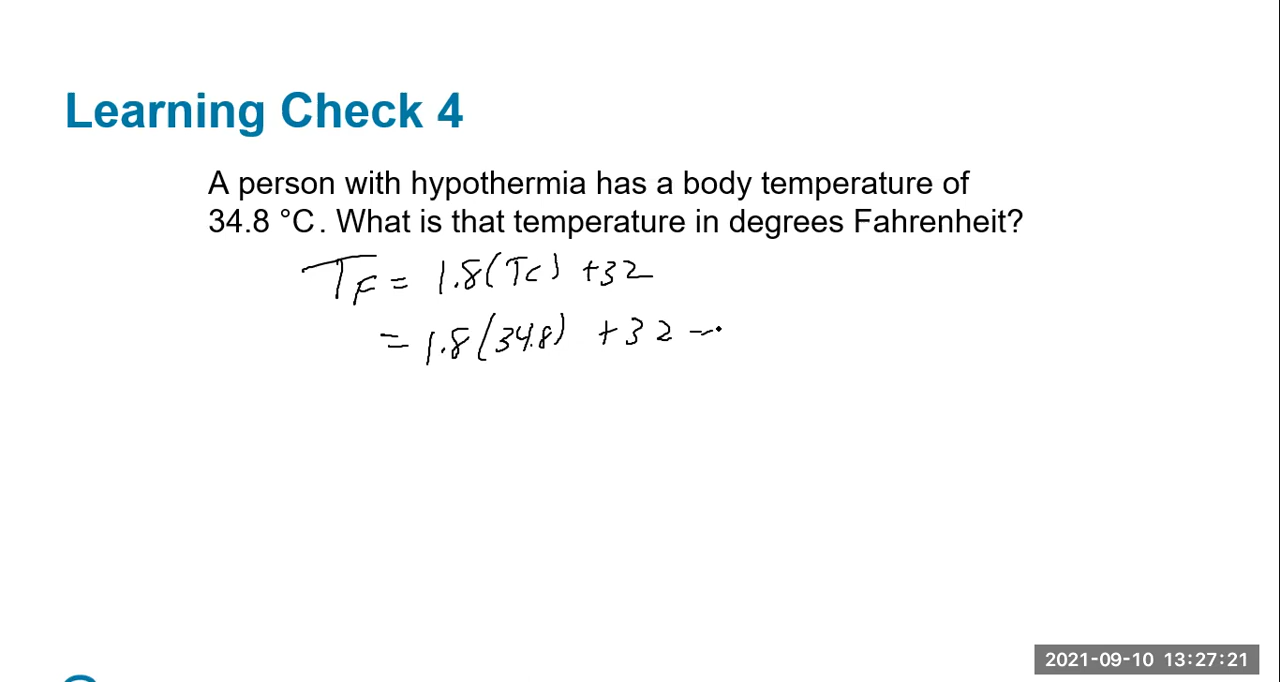 Learning Check 4
A person with hypothermia has a body temperature of
34.8 °C. What is that temperature in degrees Fahrenheit?
TF = 1.8(Tc) +32
= 1.8(34.8) +32 –
2021-09-10 13:27:21